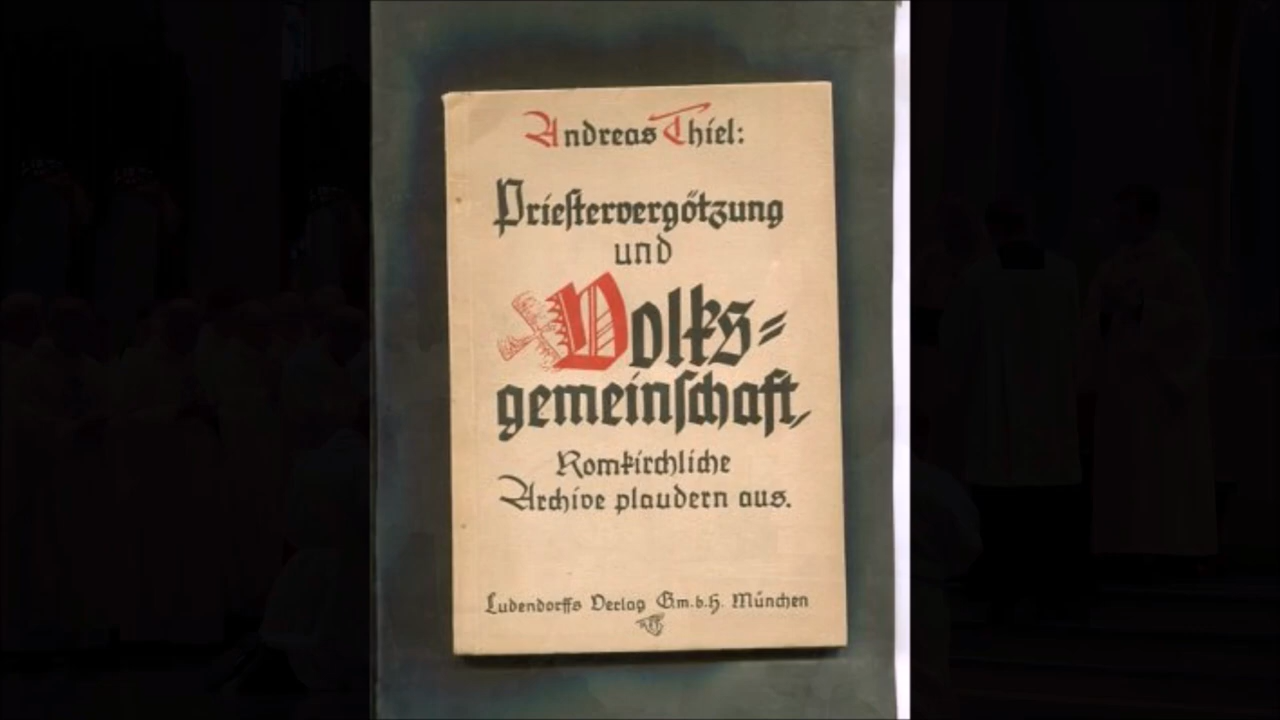 Andreas Thiel:
Priestervergötzung
und
Volks=
gemeinschaft,
Romkirchliche
Archive plaudern aus.
Ludendorffs Verlag G.m.b.H. München